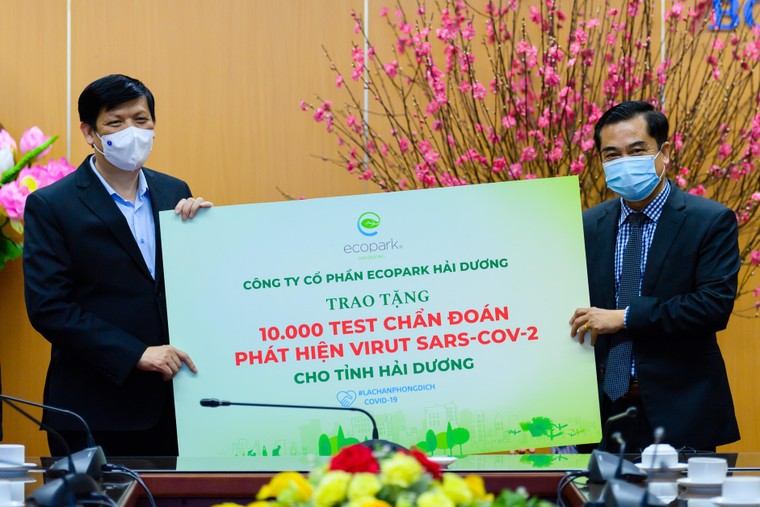 BỘ
ecopark®
CÔNG TY CỔ PHẦN ECOPARK HẢI DƯƠNG
TRAO TẶNG
10.000 TEST CHẨN ĐOÁN
PHÁT HIỆN VIRUT SARS-COV-2
CHO TỈNH HẢI DƯƠNG
#LACHANPHONGDICH
COVID-19